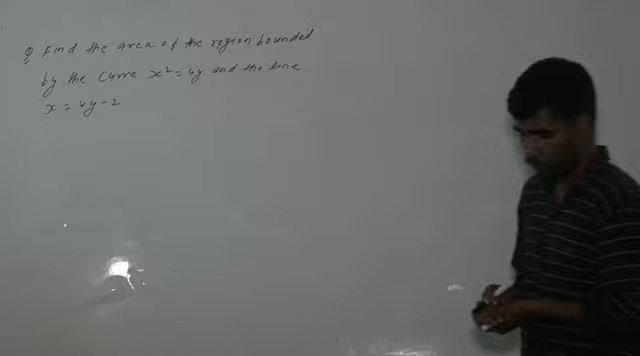 Q Find the area of the region bounded
by the Curve x² = 4y and the line
x = 4y - 2